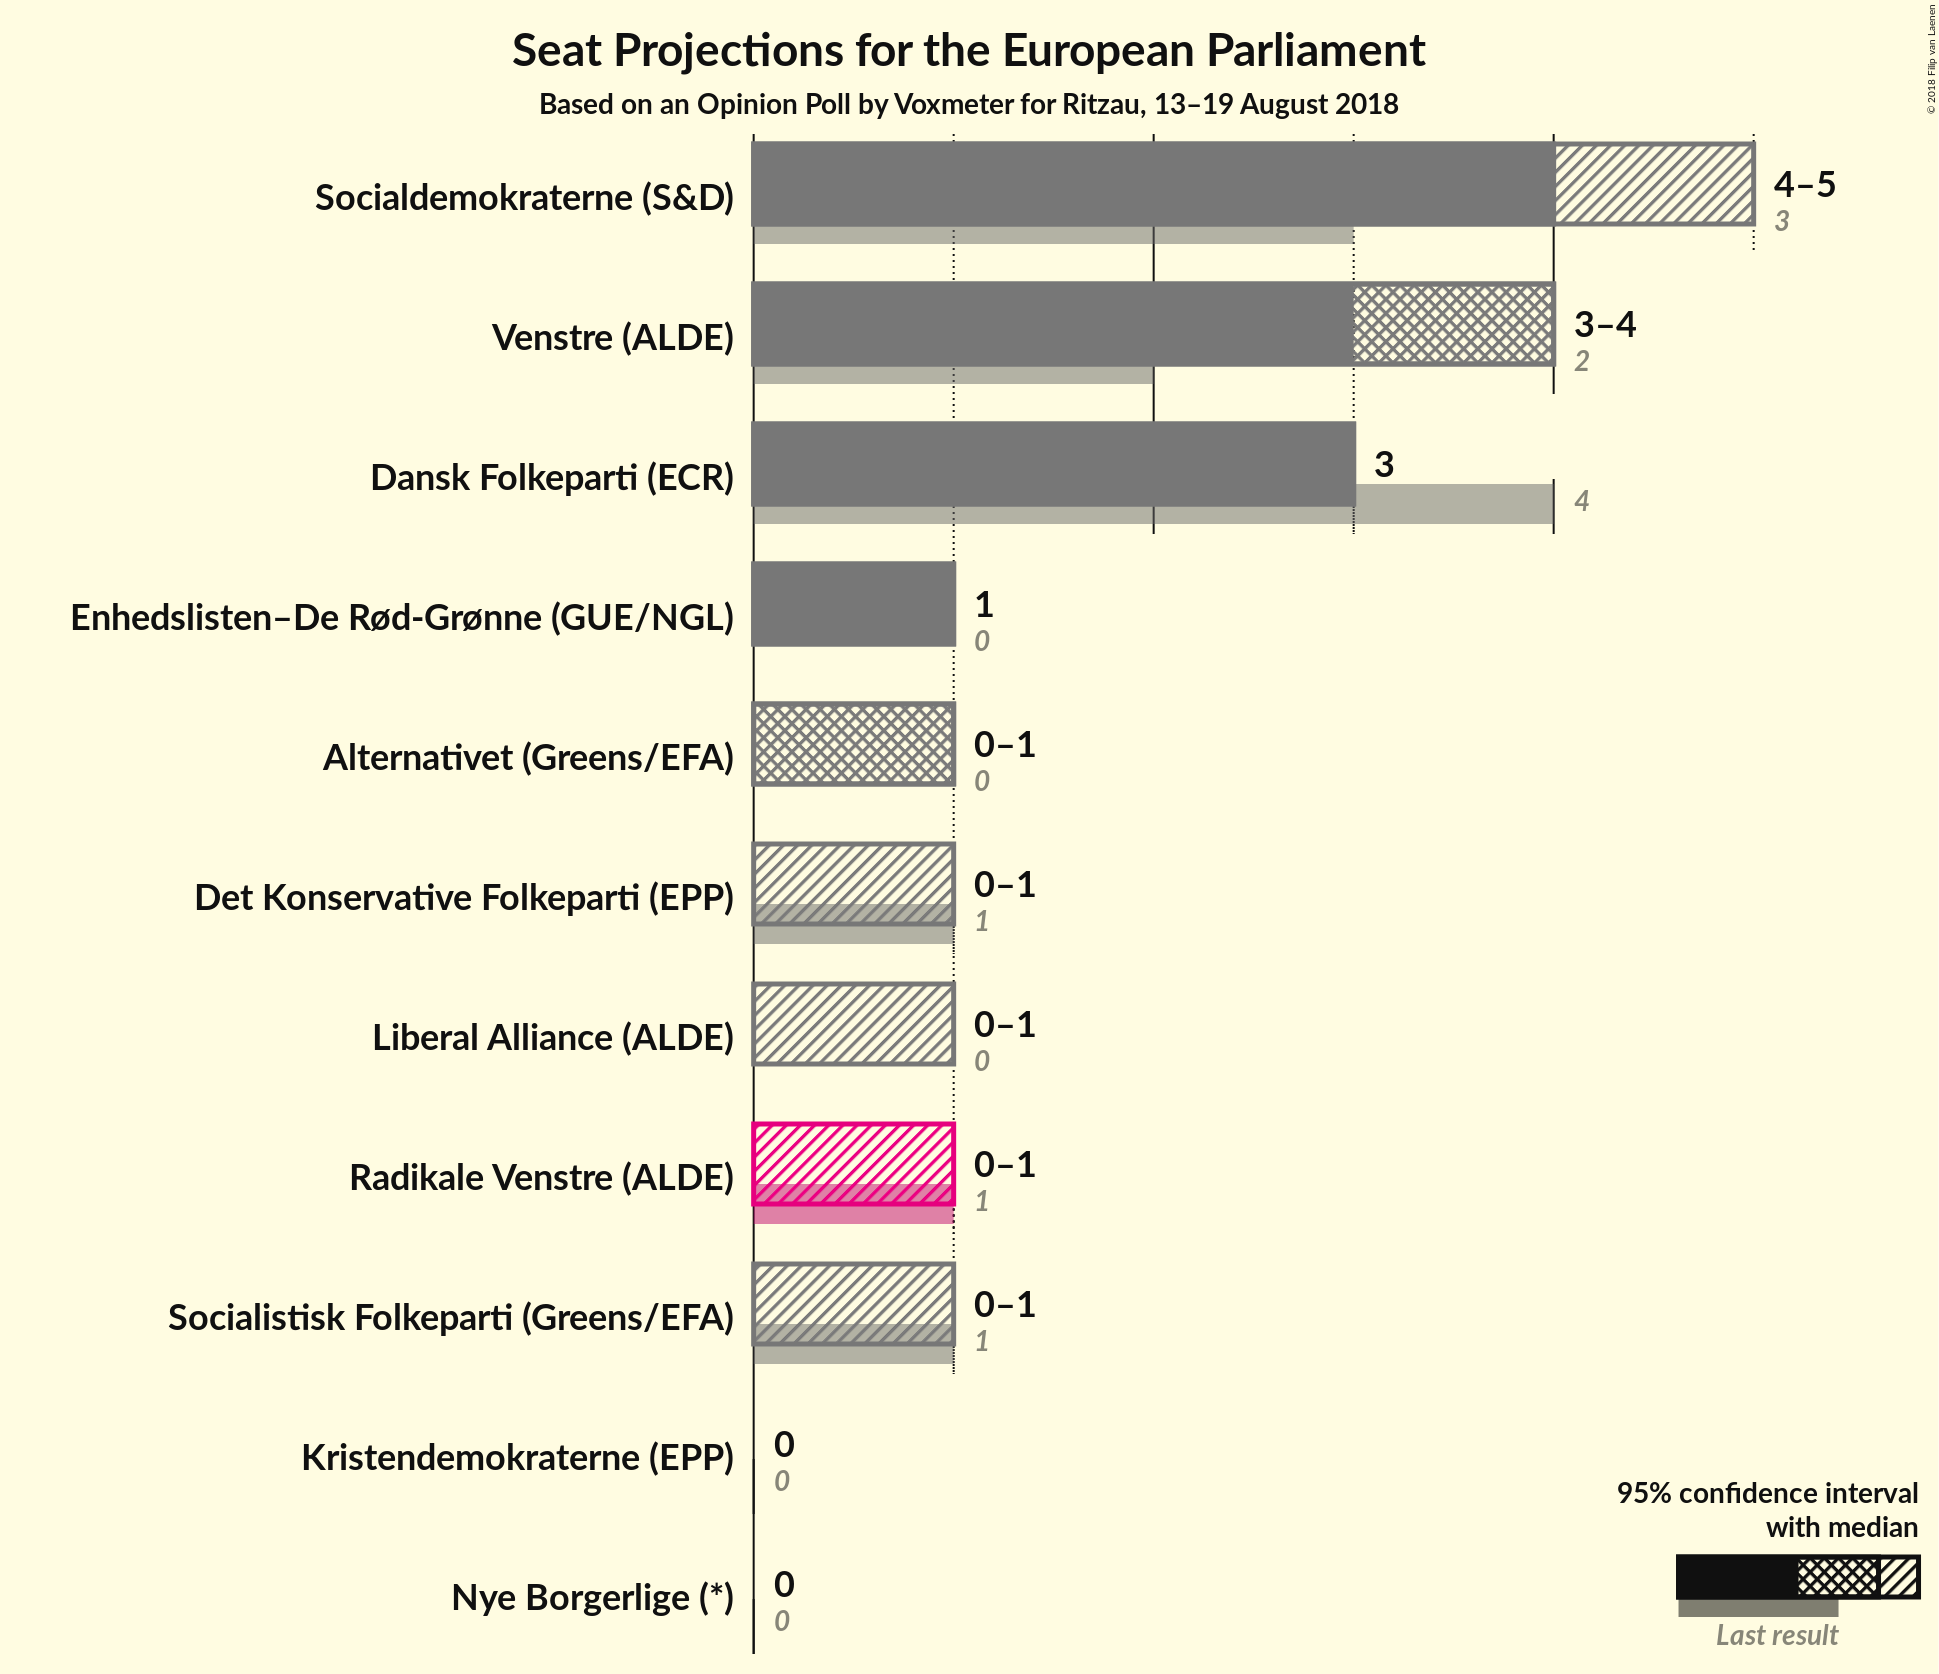 Seat Projections for the European Parliament
Based on an Opinion Poll by Voxmeter for Ritzau, 13–19 August 2018
© 2018 Filip van Laenen
Socialdemokraterne (S&D)
4–5
3
Venstre (ALDE)
3–4
2
Dansk Folkeparti (ECR)
3
4
Enhedslisten–De Rød-Grønne (GUE/NGL)
1
0
Alternativet (Greens/EFA)
0–1
0
Det Konservative Folkeparti (EPP)
0–1
1
Liberal Alliance (ALDE)
0–1
0
Radikale Venstre (ALDE)
0–1
1
Socialistisk Folkeparti (Greens/EFA)
0–1
1
Kristendemokraterne (EPP)
0
0
Nye Borgerlige (*)
0
0
95% confidence interval
with median
Last result